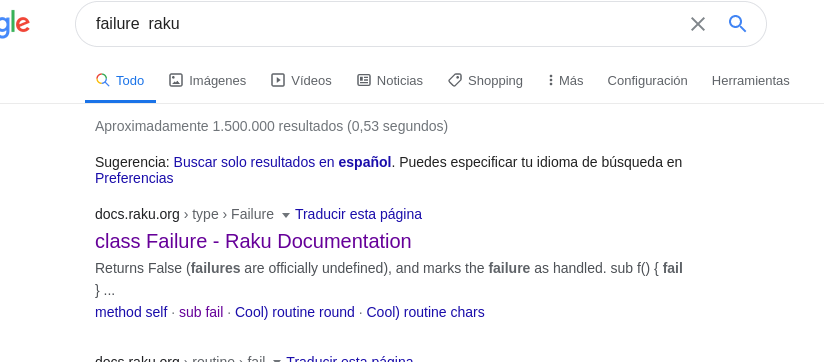 gle
failure  raku
Todo Imágenes Vídeos Noticias Shopping Más Configuración Herramientas
Aproximadamente 1.500.000 resultados (0,53 segundos)
Sugerencia: Buscar solo resultados en español. Puedes especificar tu idioma de búsqueda en
Preferencias
docs.raku.org › type › Failure Traducir esta página
class Failure - Raku Documentation
Returns False (failures are officially undefined), and marks the failure as handled. sub f() { fail
} ...
method self · sub fail · Cool) routine round · Cool) routine chars
docs.raku.org › routine › fail Traducir esta página